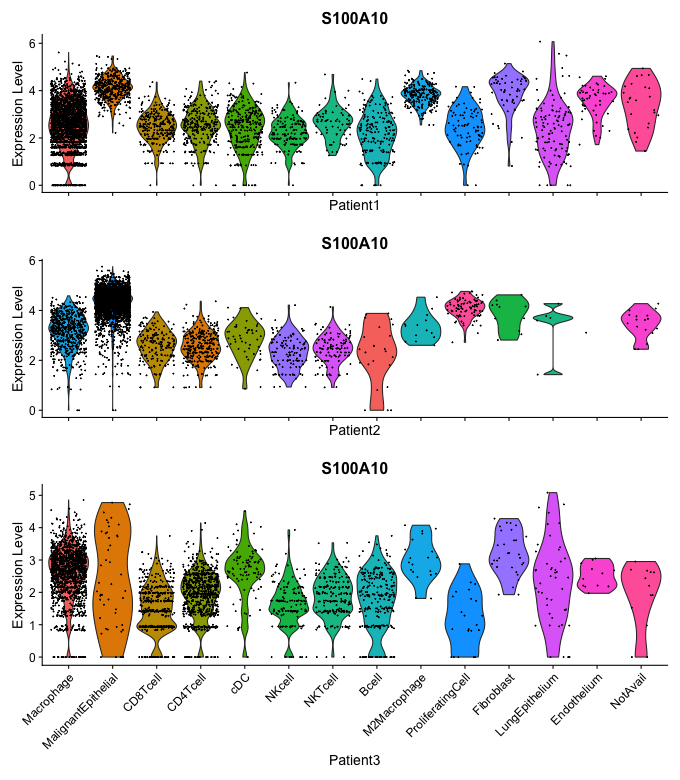 S100A10
Expression Level
6
4
2
0
Patient1
S100A10
Expression Level
6
4
2
0
Patient2
S100A10
Expression Level
5
4
3
2
1
0
Macrophage
MalignantEpithelial
CD8Tcell
CD4Tcell
cDC
NKcell
NKTcell
Bcell
M2Macrophage
ProliferatingCell
Fibroblast
LungEpithelium
Endothelium
NotAvail
Patient3